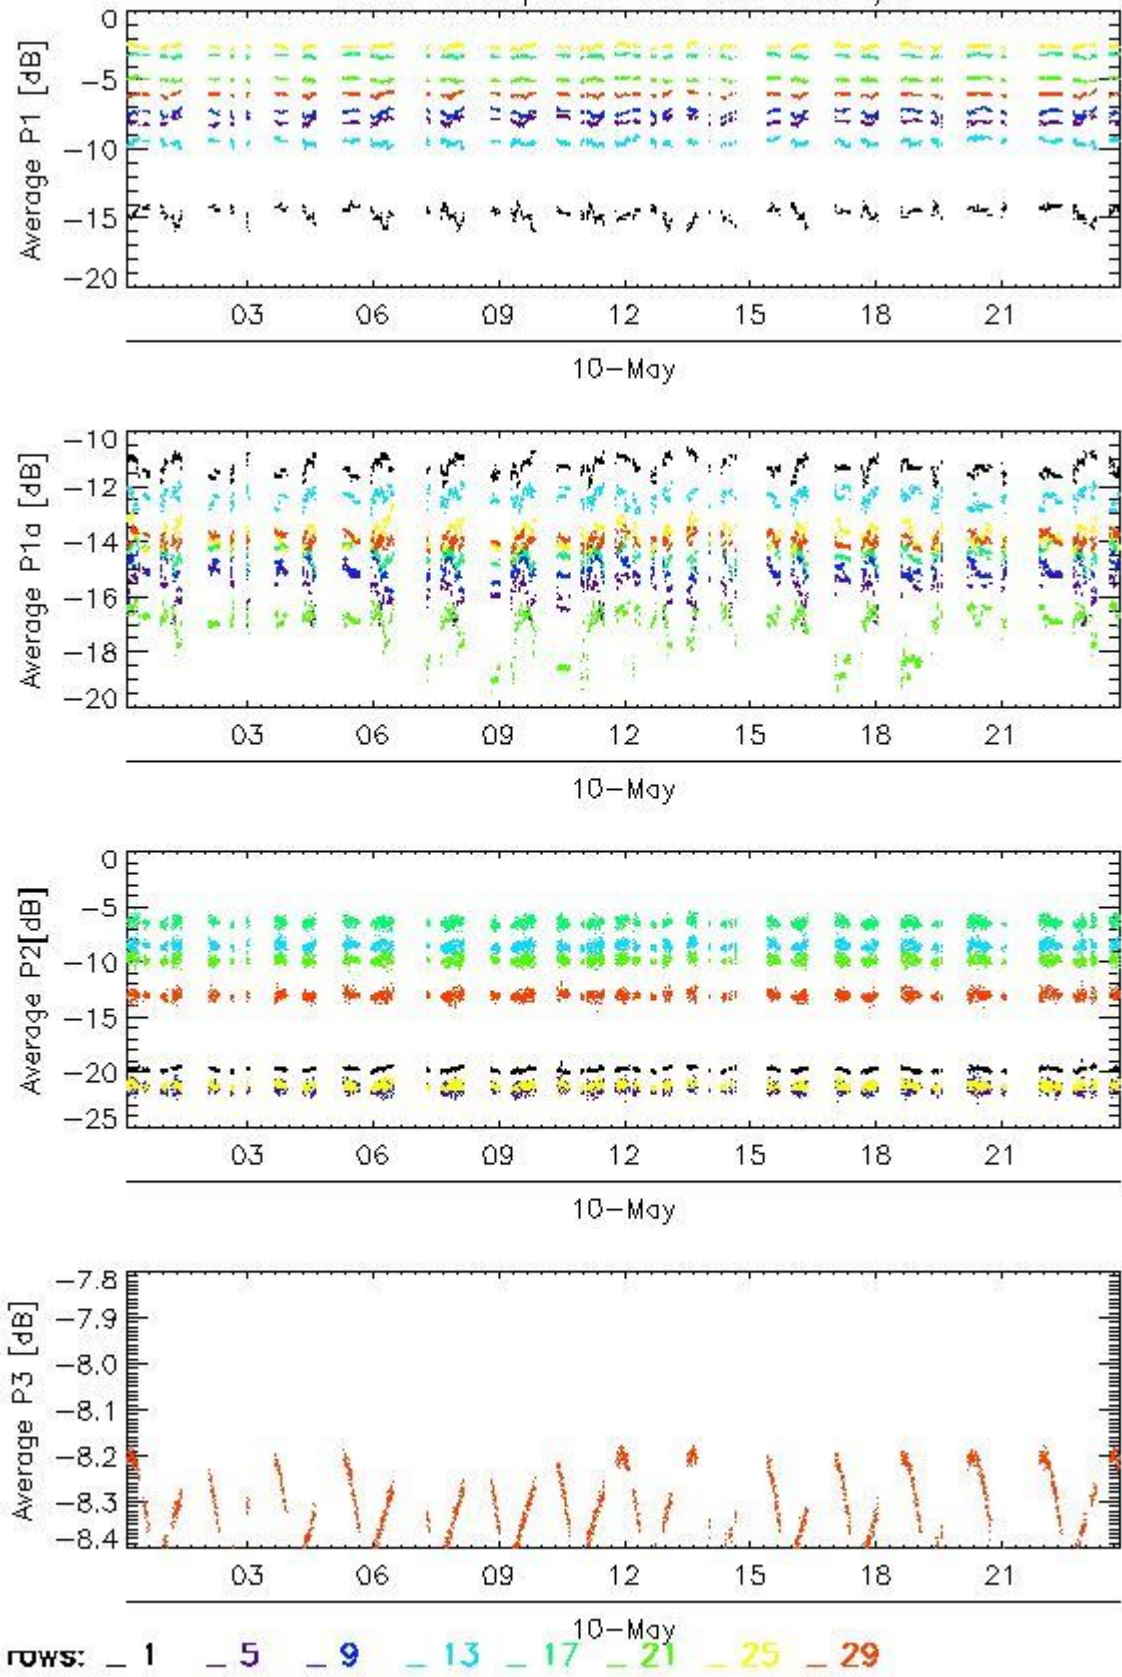 Average P1 [dB]
0
−5
−10
−15
−20
03 06 09 12 15 18 21
10−May
Average P1a [dB]
−10
−12
−14
−16
−18
−20
03 06 09 12 15 18 21
10−May
Average P2[dB]
0
−5
−10
−15
−20
−25
03 06 09 12 15 18 21
10−May
Average P3 [dB]
−7.8
−7.9
−8.0
−8.1
−8.2
−8.3
−8.4
03 06 09 12 15 18 21
10−May
rows: _ 1 _ 5 _ 9 _ 13 _ 17 _ 21 _ 25 _ 29